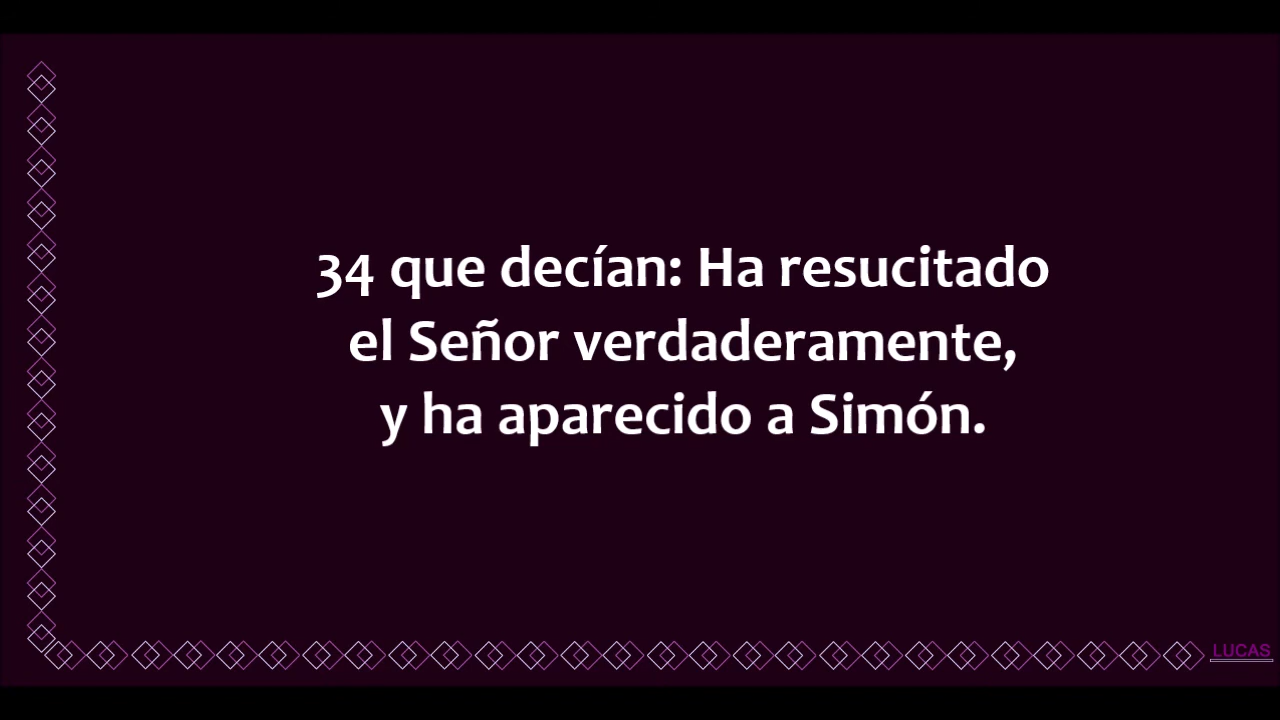 34 que decían: Ha resucitado
el Señor verdaderamente,
y ha aparecido a Simón.
LUCAS